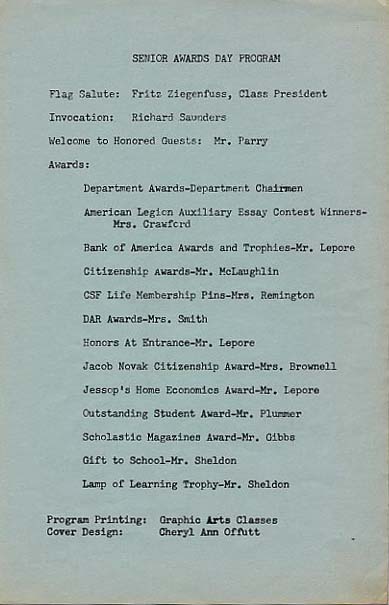 SENIOR AWARDS DAY PROGRAM
Flag Salute: Fritz Ziegenfuss, Class President
Invocation: Richard Saunders
Welcome to Honored Guests: Mr. Parry
Awards:
Department Awards-Department Chairmen
American Legion Auxiliary Essay Contest Winners-
Mrs. Crawford
Bank of America Awards and Trophies-Mr. Lepore
Citizenship Awards-Mr. McLaughlin
CSF Life Membership Pins-Mrs. Remington
DAR Awards-Mrs. Smith
Honors At Entrance-Mr. Lepore
Jacob Novak Citizenship Award-Mrs. Brownell
Jessop's Home Economics Award-Mr. Lepore
Outstanding Student Award-Mr. Plummer
Scholastic Magazines Award-Mr. Gibbs
Gift to School-Mr. Sheldon
Lamp of Learning Trophy-Mr. Sheldon
Program Printing: Graphic Arts Classes
Cover Design: Cheryl Ann Offutt